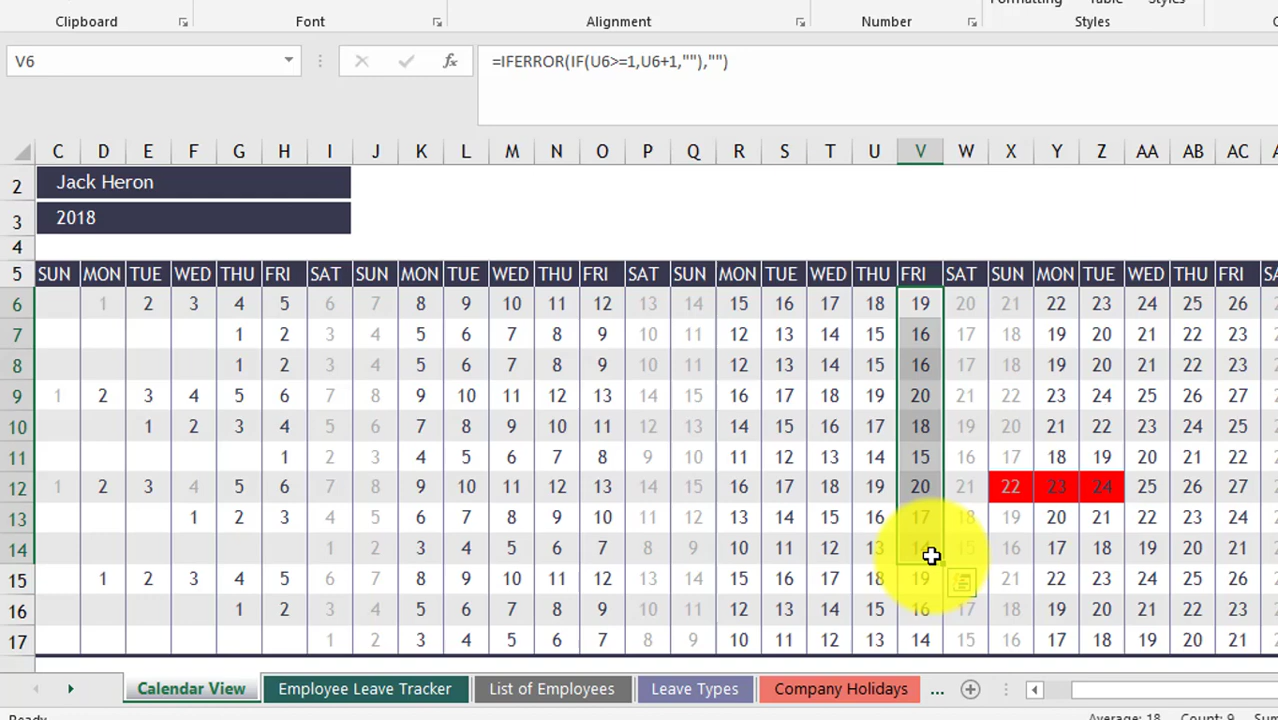 Formatting Table Styles
Clipboard Font Alignment Number Styles
V6 fx =IFERROR(IF(U6>=1,U6+1,""),"")
C D E F G H I J K L M N O P Q R S T U V W X Y Z AA AB AC
2 Jack Heron
3 2018
4
5 SUN MON TUE WED THU FRI SAT SUN MON TUE WED THU FRI SAT SUN MON TUE WED THU FRI SAT SUN MON TUE WED THU FRI
6 1 2 3 4 5 6 7 8 9 10 11 12 13 14 15 16 17 18 19 20 21 22 23 24 25 26
7 1 2 3 4 5 6 7 8 9 10 11 12 13 14 15 16 17 18 19 20 21 22 23
8 1 2 3 4 5 6 7 8 9 10 11 12 13 14 15 16 17 18 19 20 21 22 23
9 1 2 3 4 5 6 7 8 9 10 11 12 13 14 15 16 17 18 19 20 21 22 23 24 25 26 27
10 1 2 3 4 5 6 7 8 9 10 11 12 13 14 15 16 17 18 19 20 21 22 23 24 25
11 1 2 3 4 5 6 7 8 9 10 11 12 13 14 15 16 17 18 19 20 21 22
12 1 2 3 4 5 6 7 8 9 10 11 12 13 14 15 16 17 18 19 20 21 22 23 24 25 26 27
13 1 2 3 4 5 6 7 8 9 10 11 12 13 14 15 16 17 18 19 20 21 22 23 24
14 1 2 3 4 5 6 7 8 9 10 11 12 13 14 15 16 17 18 19 20 21
15 1 2 3 4 5 6 7 8 9 10 11 12 13 14 15 16 17 18 19 21 22 23 24 25 26
16 1 2 3 4 5 6 7 8 9 10 11 12 13 14 15 16 17 18 19 20 21 22 23
17 1 2 3 4 5 6 7 8 9 10 11 12 13 14 15 16 17 18 19 20 21
Calendar View Employee Leave Tracker List of Employees Leave Types Company Holidays ...
Ready Average: 18 Count: 9